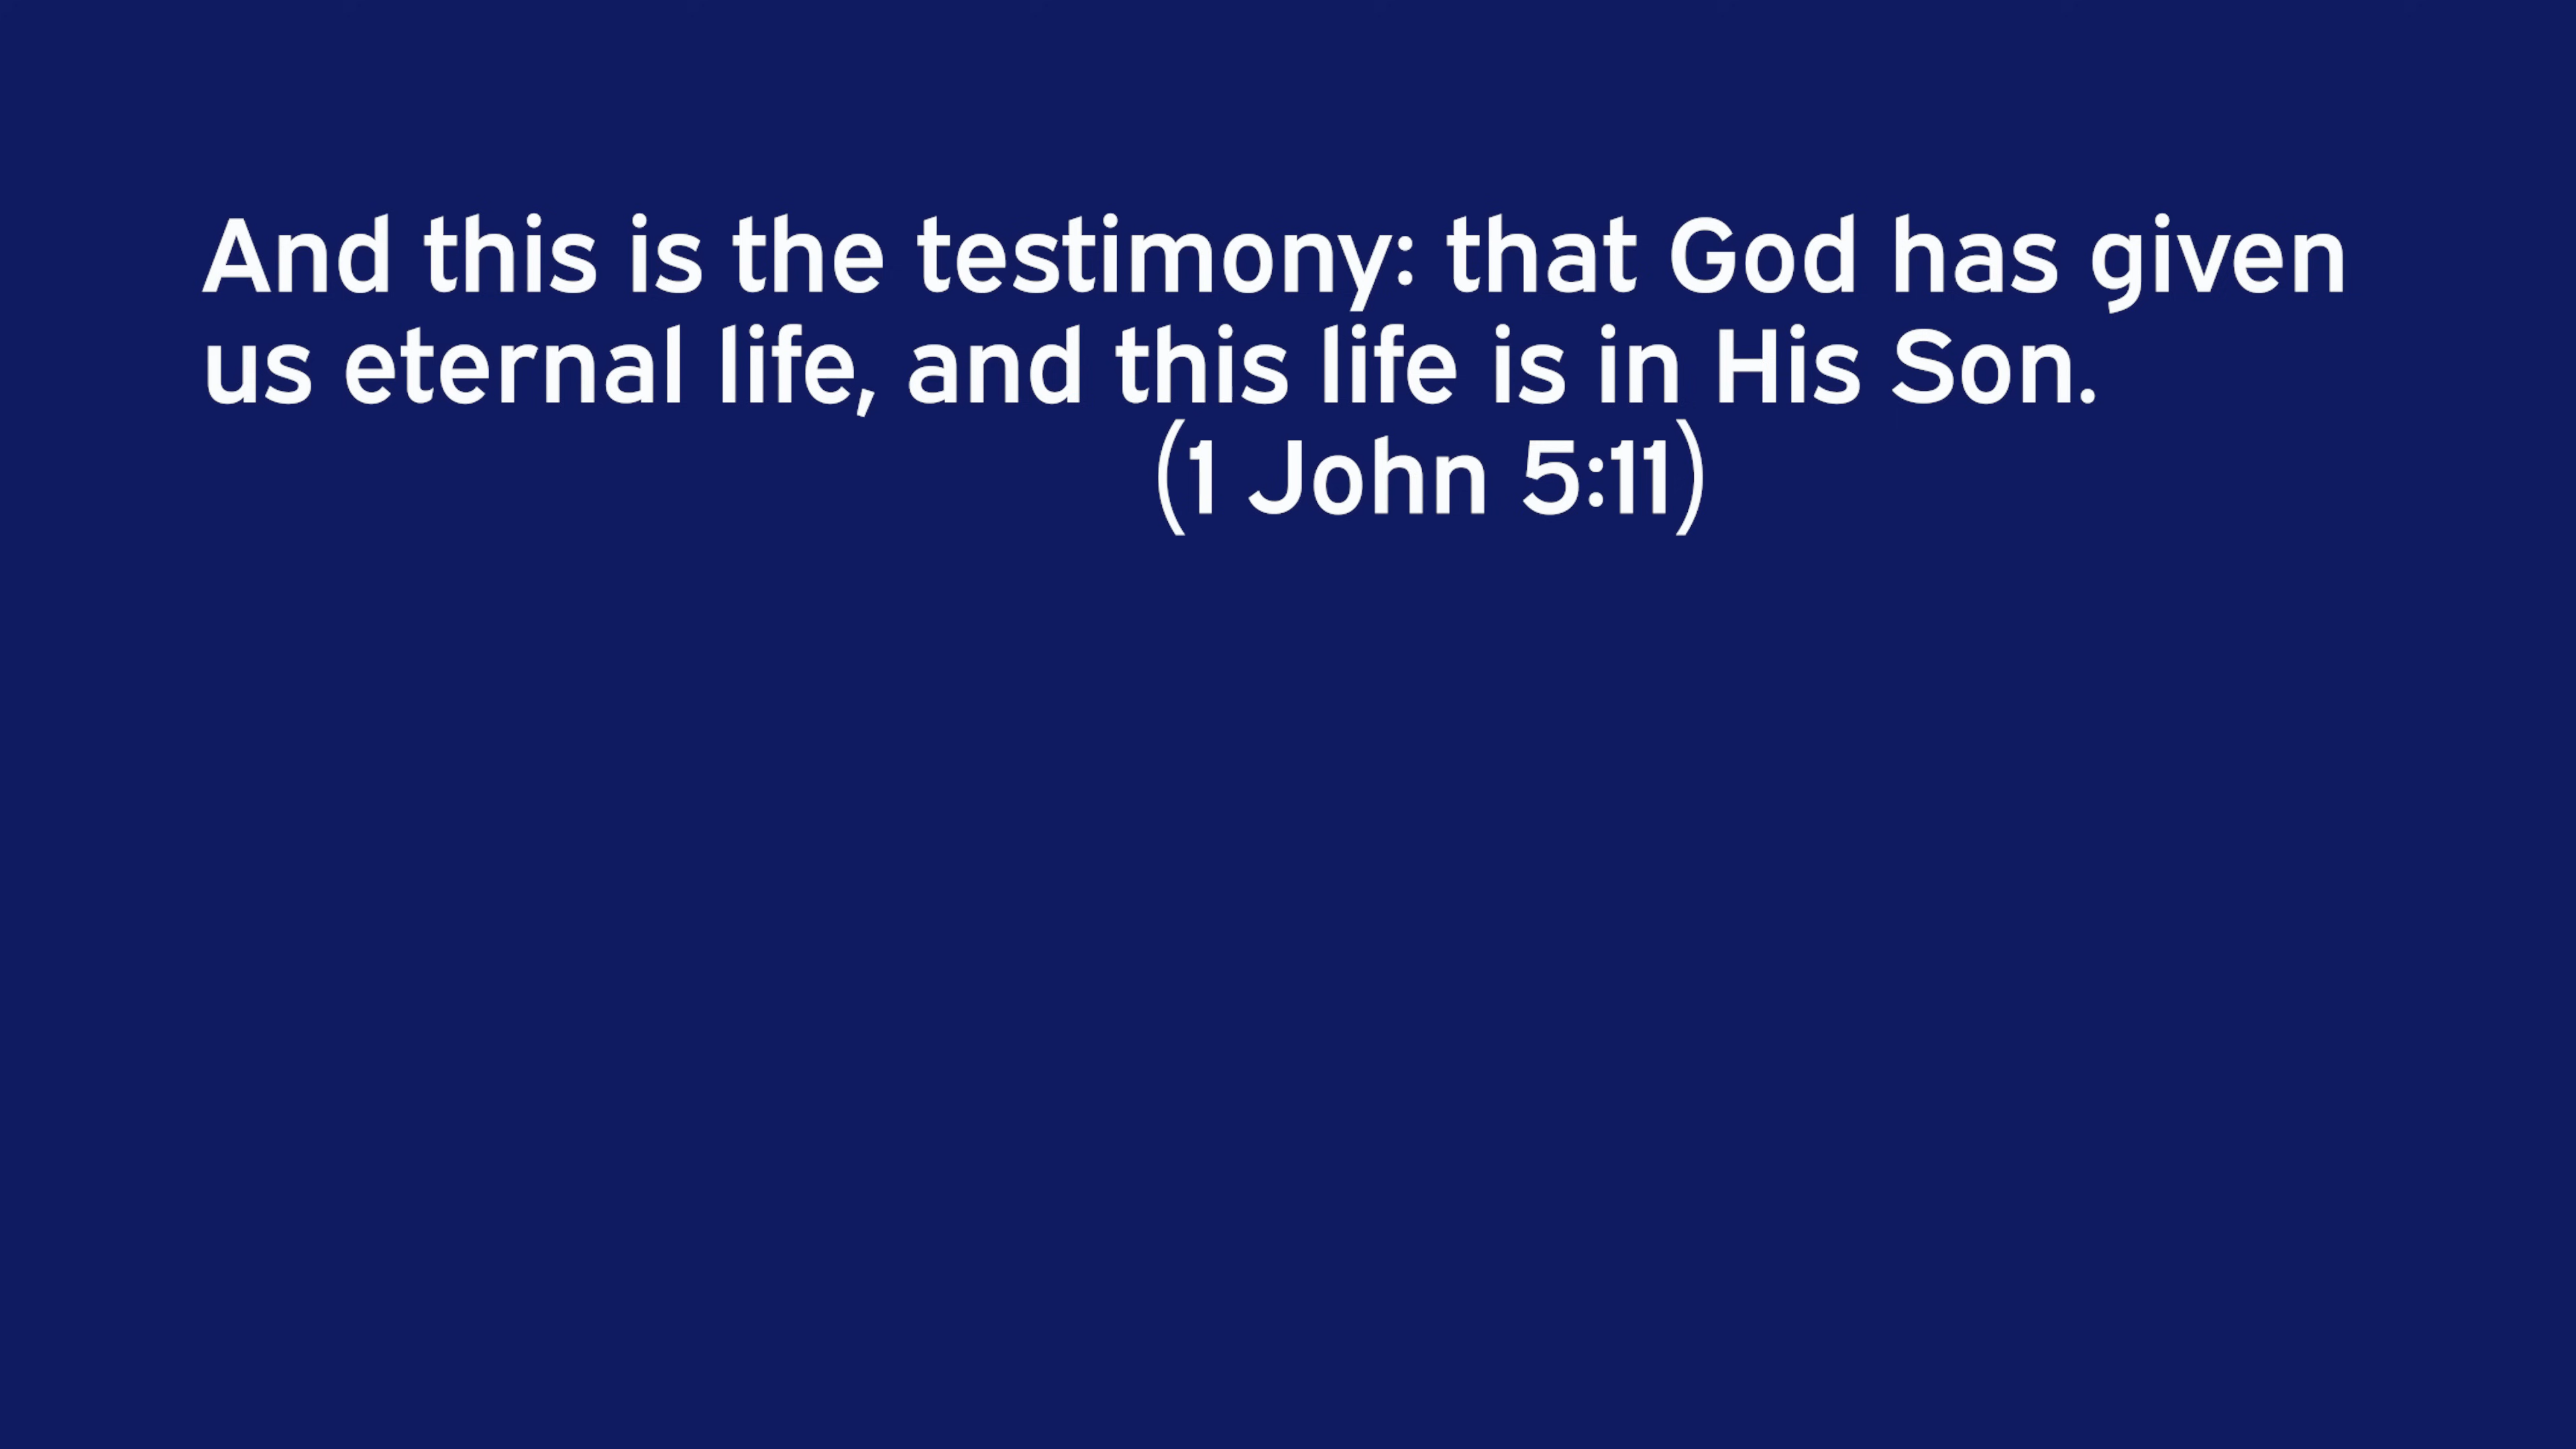 And this is the testimony: that God has given
us eternal life, and this life is in His Son.
(1 John 5:11)